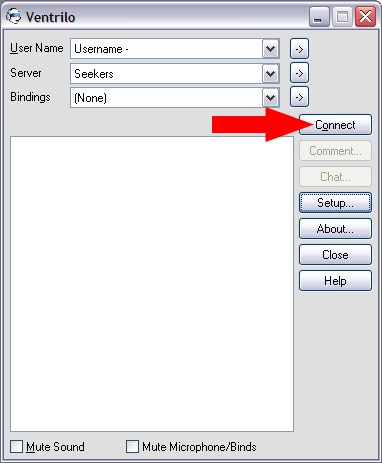 Ventrilo
User Name Username -
Server Seekers
Bindings (None)
Connect
Comment...
Chat...
Setup...
About...
Close
Help
Mute Sound Mute Microphone/Binds